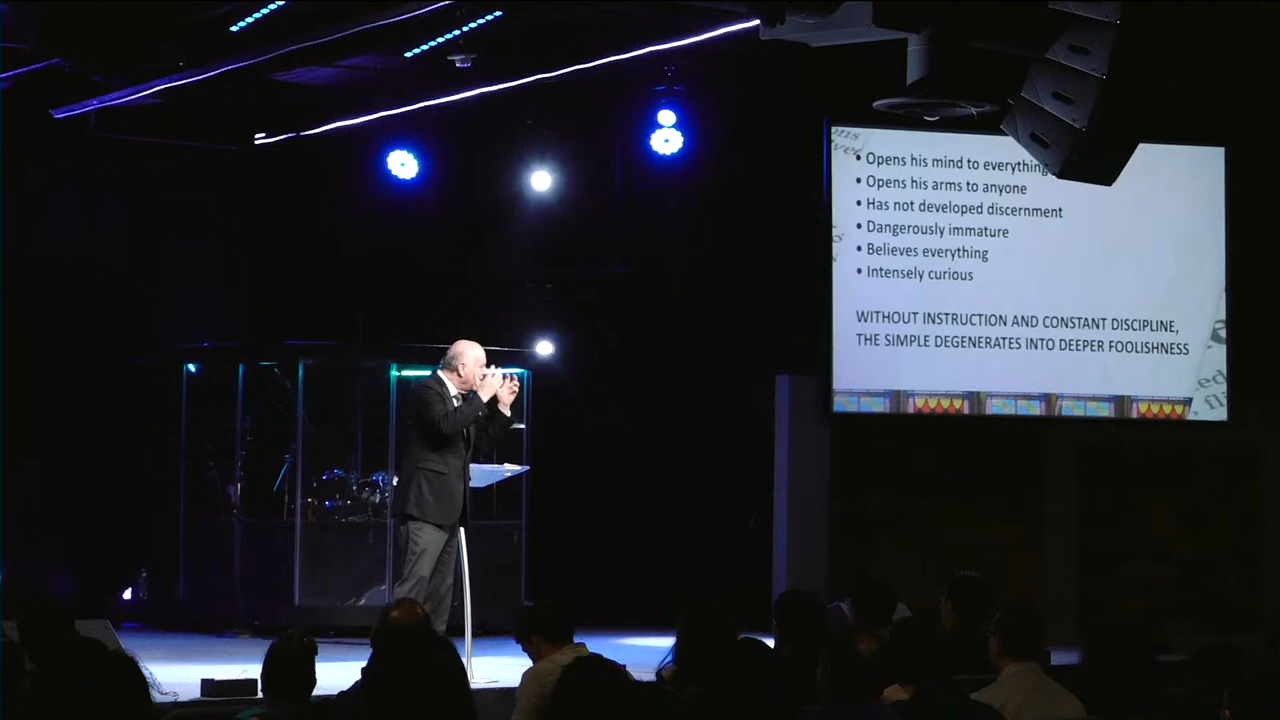 ons
• Opens his mind to everything
• Opens his arms to anyone
• Has not developed discernment
• Dangerously immature
• Believes everything
• Intensely curious
WITHOUT INSTRUCTION AND CONSTANT DISCIPLINE,
THE SIMPLE DEGENERATES INTO DEEPER FOOLISHNESS